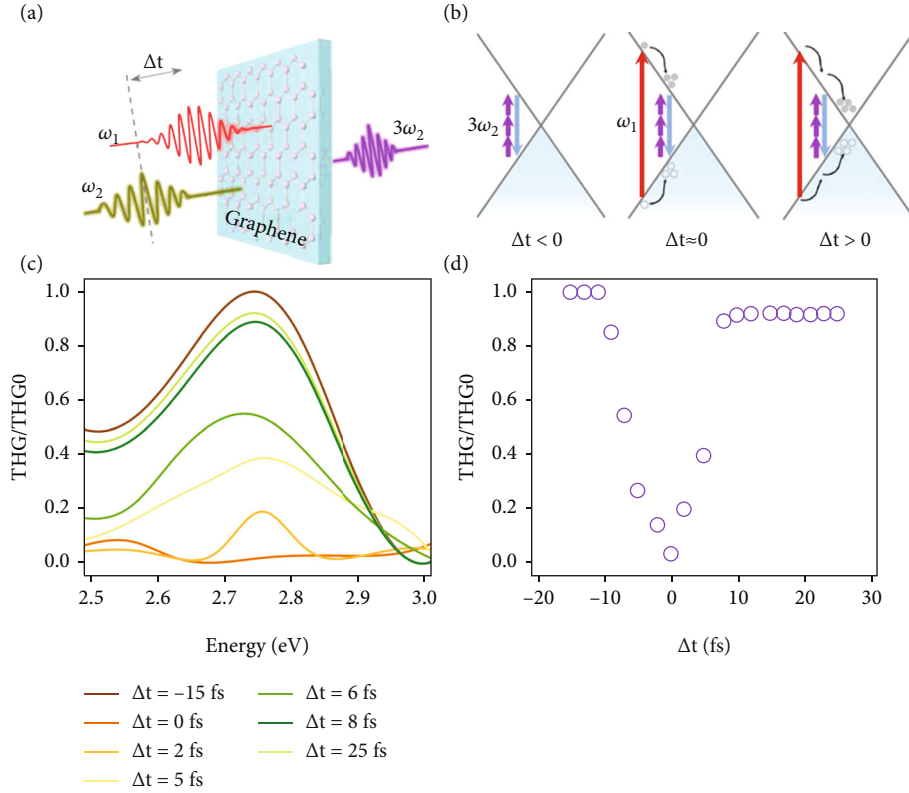 (a)
Δt
ω1
ω2
3ω2
Graphene
(b)
3ω2
ω1
Δt < 0
Δt≈0
Δt > 0
(c)
THG/THG0
1.0
0.8
0.6
0.4
0.2
0.0
2.5 2.6 2.7 2.8 2.9 3.0
Energy (eV)
Δt = –15 fs
Δt = 0 fs
Δt = 2 fs
Δt = 5 fs
Δt = 6 fs
Δt = 8 fs
Δt = 25 fs
(d)
THG/THG0
1.0
0.8
0.6
0.4
0.2
0.0
–20 –10 0 10 20 30
Δt (fs)